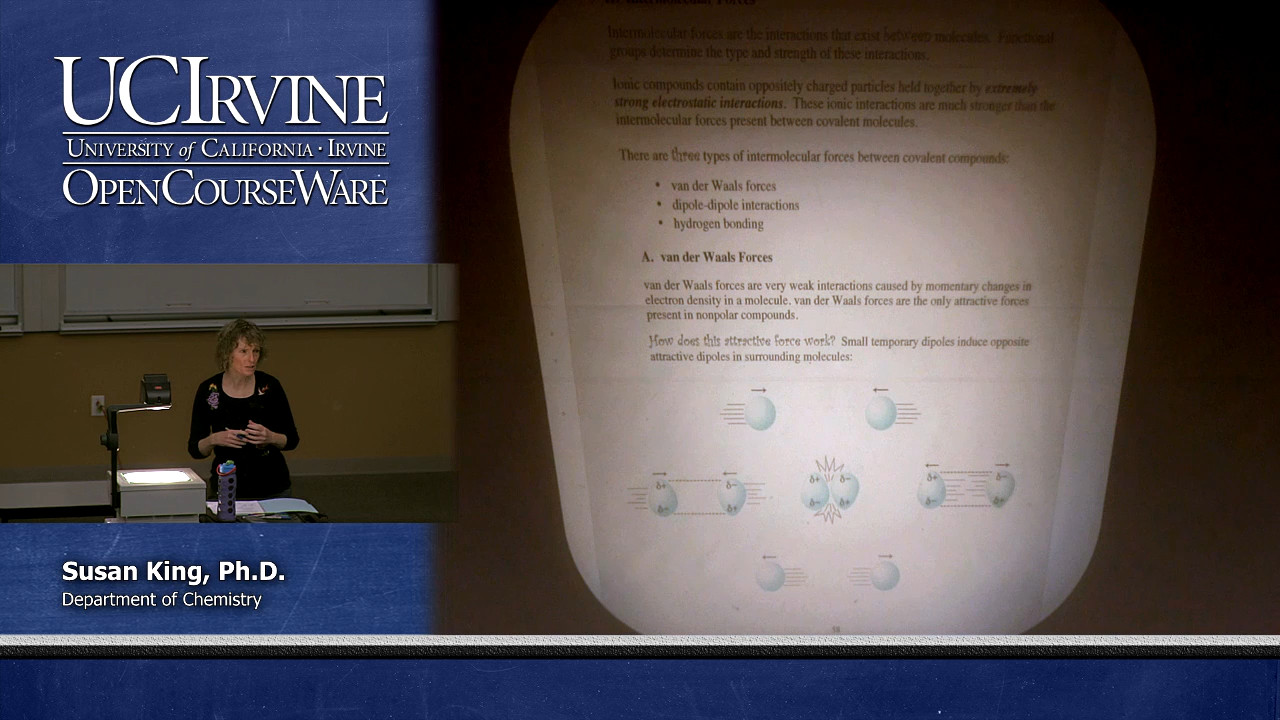 UCIRVINE
UNIVERSITY of CALIFORNIA · IRVINE
OPENCOURSEWARE
Susan King, Ph.D.
Department of Chemistry
Intermolecular Forces
Intermolecular forces are the interactions that exist between molecules. Functional
groups determine the type and strength of these interactions.
Ionic compounds contain oppositely charged particles held together by extremely
strong electrostatic interactions. These ionic interactions are much stronger than the
intermolecular forces present between covalent molecules.
There are three types of intermolecular forces between covalent compounds:
• van der Waals forces
• dipole-dipole interactions
• hydrogen bonding
A. van der Waals Forces
van der Waals forces are very weak interactions caused by momentary changes in
electron density in a molecule. van der Waals forces are the only attractive forces
present in nonpolar compounds.
How does this attractive force work? Small temporary dipoles induce opposite
attractive dipoles in surrounding molecules:
δ+ δ− δ+ δ− δ+ δ−
δ− δ+ δ− δ+ δ− δ+